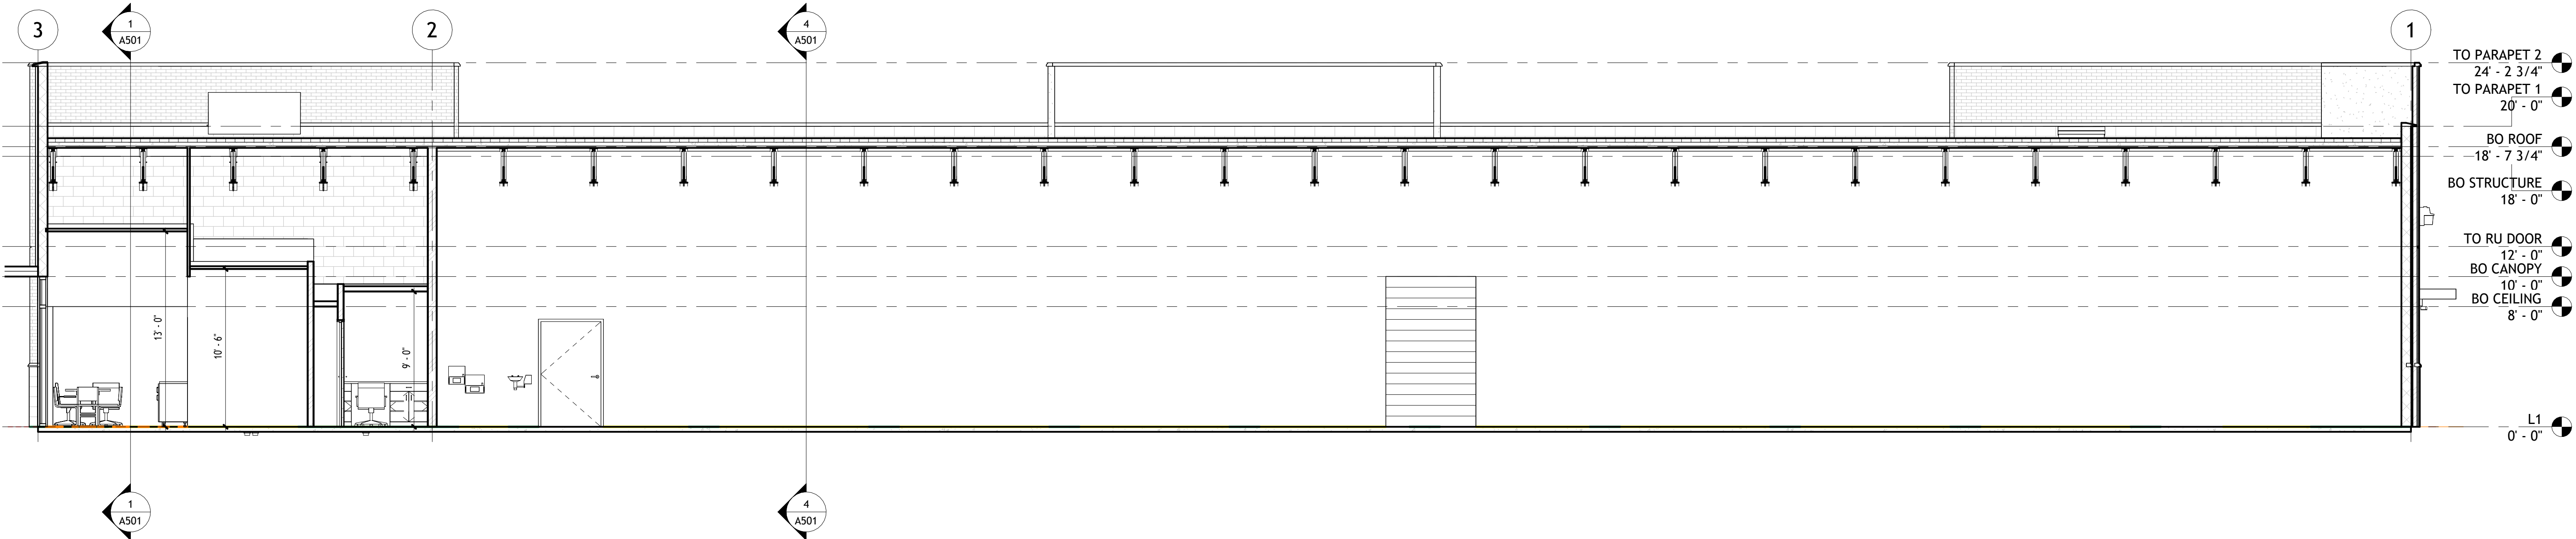 3
1
A501
2
4
A501
1
TO PARAPET 2
24' - 2 3/4"
TO PARAPET 1
20' - 0"
BO ROOF
18' - 7 3/4"
BO STRUCTURE
18' - 0"
TO RU DOOR
12' - 0"
BO CANOPY
10' - 0"
BO CEILING
8' - 0"
13' - 0"
10' - 6"
9' - 0"
L1
0' - 0"
1
A501
4
A501